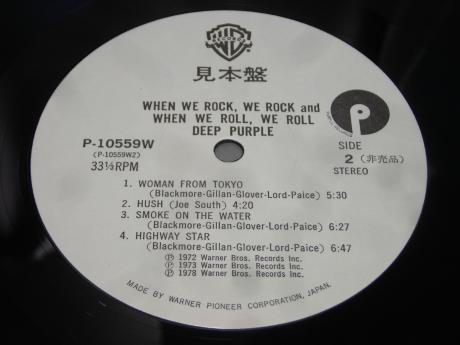 RECORDS
見本盤
WHEN WE ROCK, WE ROCK and
WHEN WE ROLL, WE ROLL
DEEP PURPLE
P-10559W
(P-10559W2)
33⅓RPM
PURPLE RECORDS
SIDE
2 (非売品)
STEREO
1. WOMAN FROM TOKYO
(Blackmore-Gillan-Glover-Lord-Paice) 5:30
2. HUSH (Joe South) 4:20
3. SMOKE ON THE WATER
(Blackmore-Gillan-Glover-Lord-Paice) 6:27
4. HIGHWAY STAR
(Blackmore-Gillan-Glover-Lord-Paice) 6:47
Ⓟ 1972 Warner Bros. Records Inc.
Ⓟ 1973 Warner Bros. Records Inc.
Ⓟ 1978 Warner Bros. Records Inc.
MADE BY WARNER PIONEER CORPORATION, JAPAN.